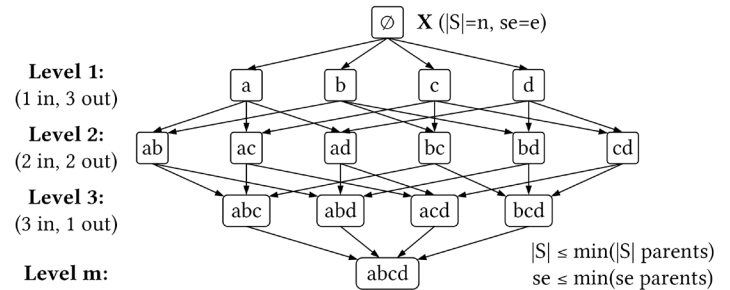 ∅ X (|S|=n, se=e)
Level 1:
(1 in, 3 out)
a b c d
Level 2:
(2 in, 2 out)
ab ac ad bc bd cd
Level 3:
(3 in, 1 out)
abc abd acd bcd
|S| ≤ min(|S| parents)
Level m:
abcd
se ≤ min(se parents)